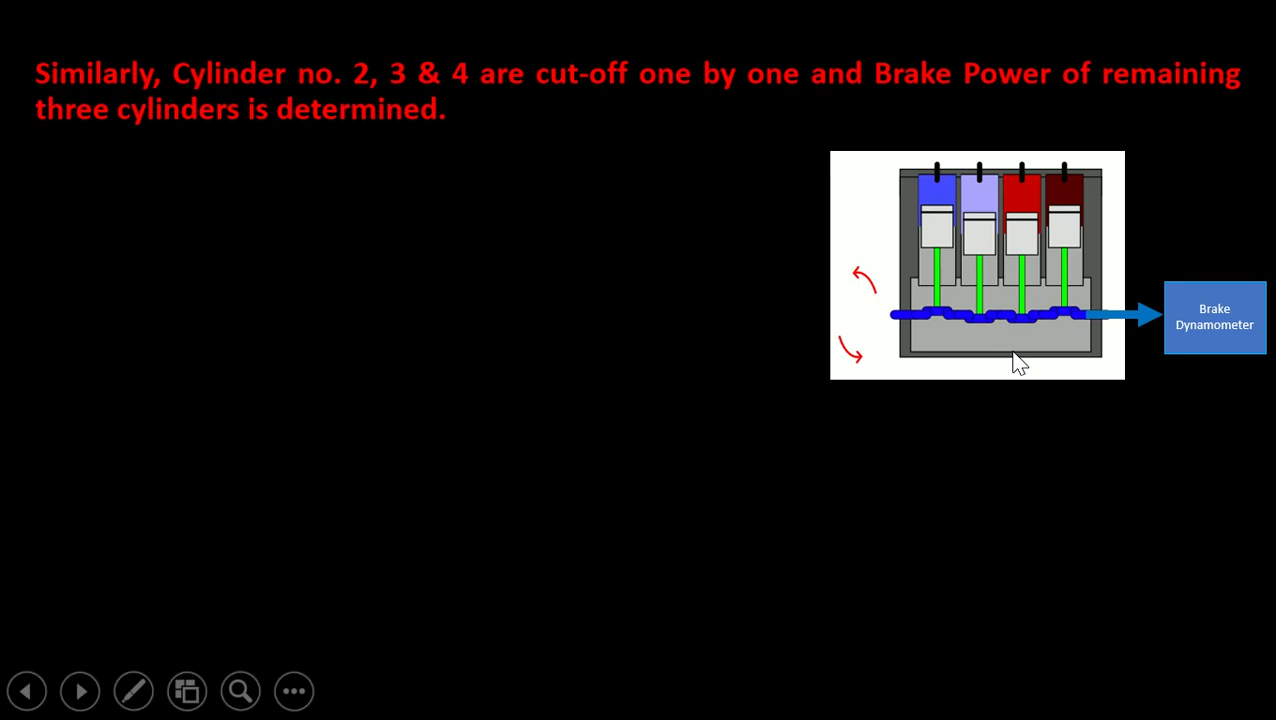 Similarly, Cylinder no. 2, 3 & 4 are cut-off one by one and Brake Power of remaining
three cylinders is determined.
Brake
Dynamometer